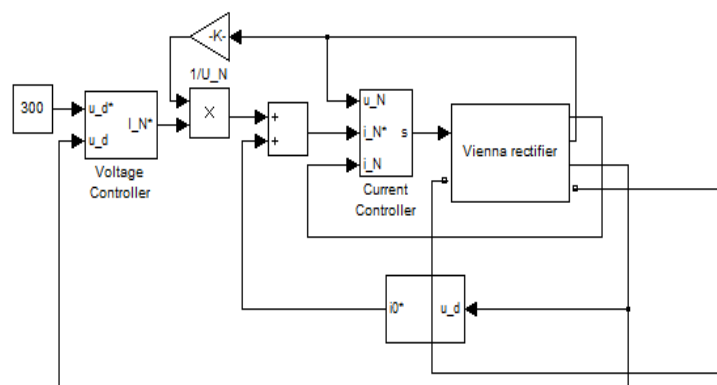 -K-
1/U_N
300
u_d*
u_d
I_N*
Voltage
Controller
X
+
+
u_N
i_N*
i_N
s
Current
Controller
Vienna rectifier
i0*
u_d